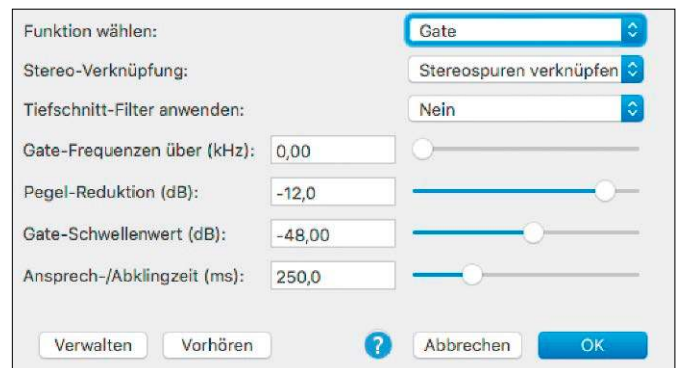 Funktion wählen: Gate
Stereo-Verknüpfung: Stereospuren verknüpfen
Tiefschnitt-Filter anwenden: Nein
Gate-Frequenzen über (kHz): 0,00
Pegel-Reduktion (dB): -12,0
Gate-Schwellenwert (dB): -48,00
Ansprech-/Abklingzeit (ms): 250,0
Verwalten Vorhören ? Abbrechen OK